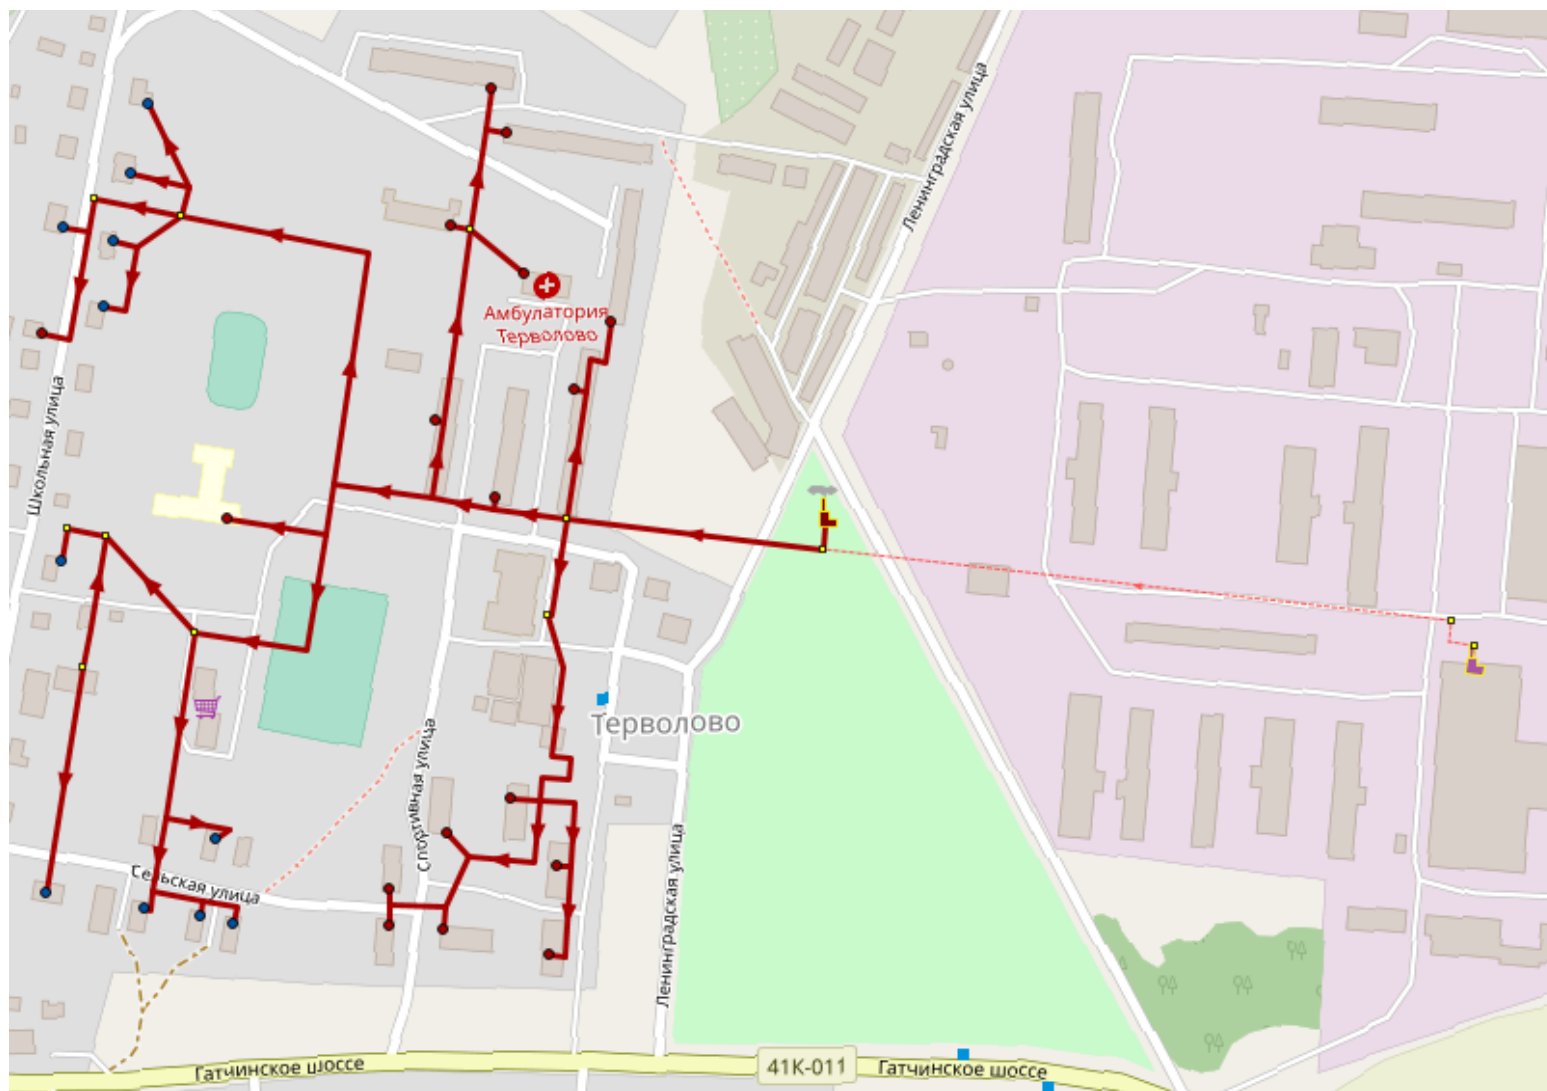 Ленинградская улица
Амбулатория
Терволово
Школьная улица
Терволово
Спортивная улица
Сельская улица
Ленинградская улица
Гатчинское шоссе
41К-011
Гатчинское шоссе